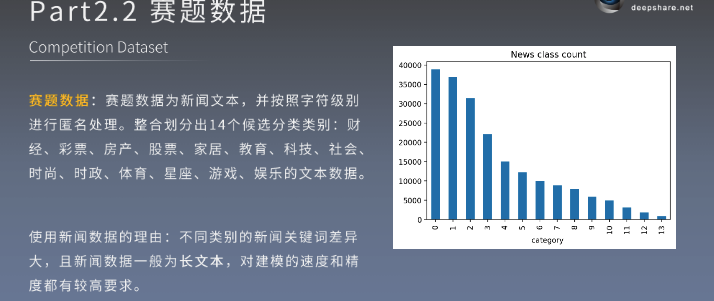 Part2.2 赛题数据
deepshare.net
Competition Dataset
赛题数据：赛题数据为新闻文本，并按照字符级别
进行匿名处理。整合划分出14个候选分类类别：财
经、彩票、房产、股票、家居、教育、科技、社会、
时尚、时政、体育、星座、游戏、娱乐的文本数据。
使用新闻数据的理由：不同类别的新闻关键词差异
大，且新闻数据一般为长文本，对建模的速度和精
度都有较高要求。
News class count
40000
35000
30000
25000
20000
15000
10000
5000
0
0 1 2 3 4 5 6 7 8 9 10 11 12 13
category